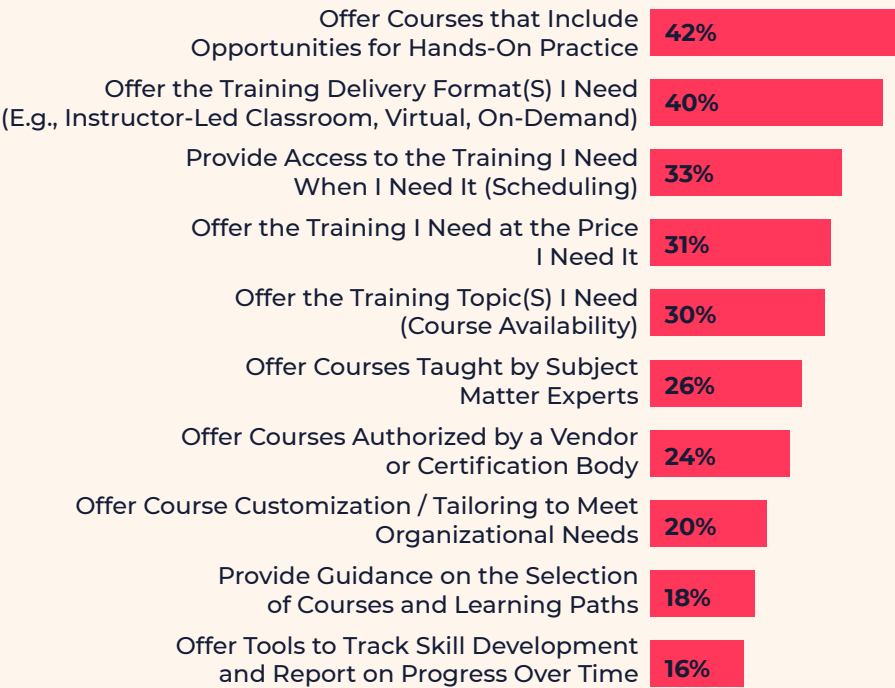 Offer Courses that Include
Opportunities for Hands-On Practice
42%
Offer the Training Delivery Format(S) I Need
(E.g., Instructor-Led Classroom, Virtual, On-Demand)
40%
Provide Access to the Training I Need
When I Need It (Scheduling)
33%
Offer the Training I Need at the Price
I Need It
31%
Offer the Training Topic(S) I Need
(Course Availability)
30%
Offer Courses Taught by Subject
Matter Experts
26%
Offer Courses Authorized by a Vendor
or Certification Body
24%
Offer Course Customization / Tailoring to Meet
Organizational Needs
20%
Provide Guidance on the Selection
of Courses and Learning Paths
18%
Offer Tools to Track Skill Development
and Report on Progress Over Time
16%